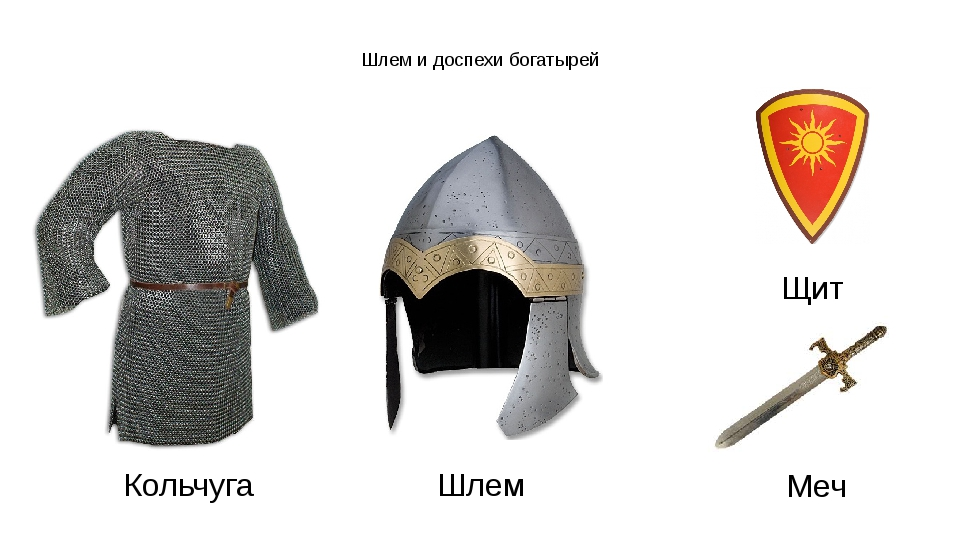 Шлем и доспехи богатырей
Щит
Кольчуга
Шлем
Меч